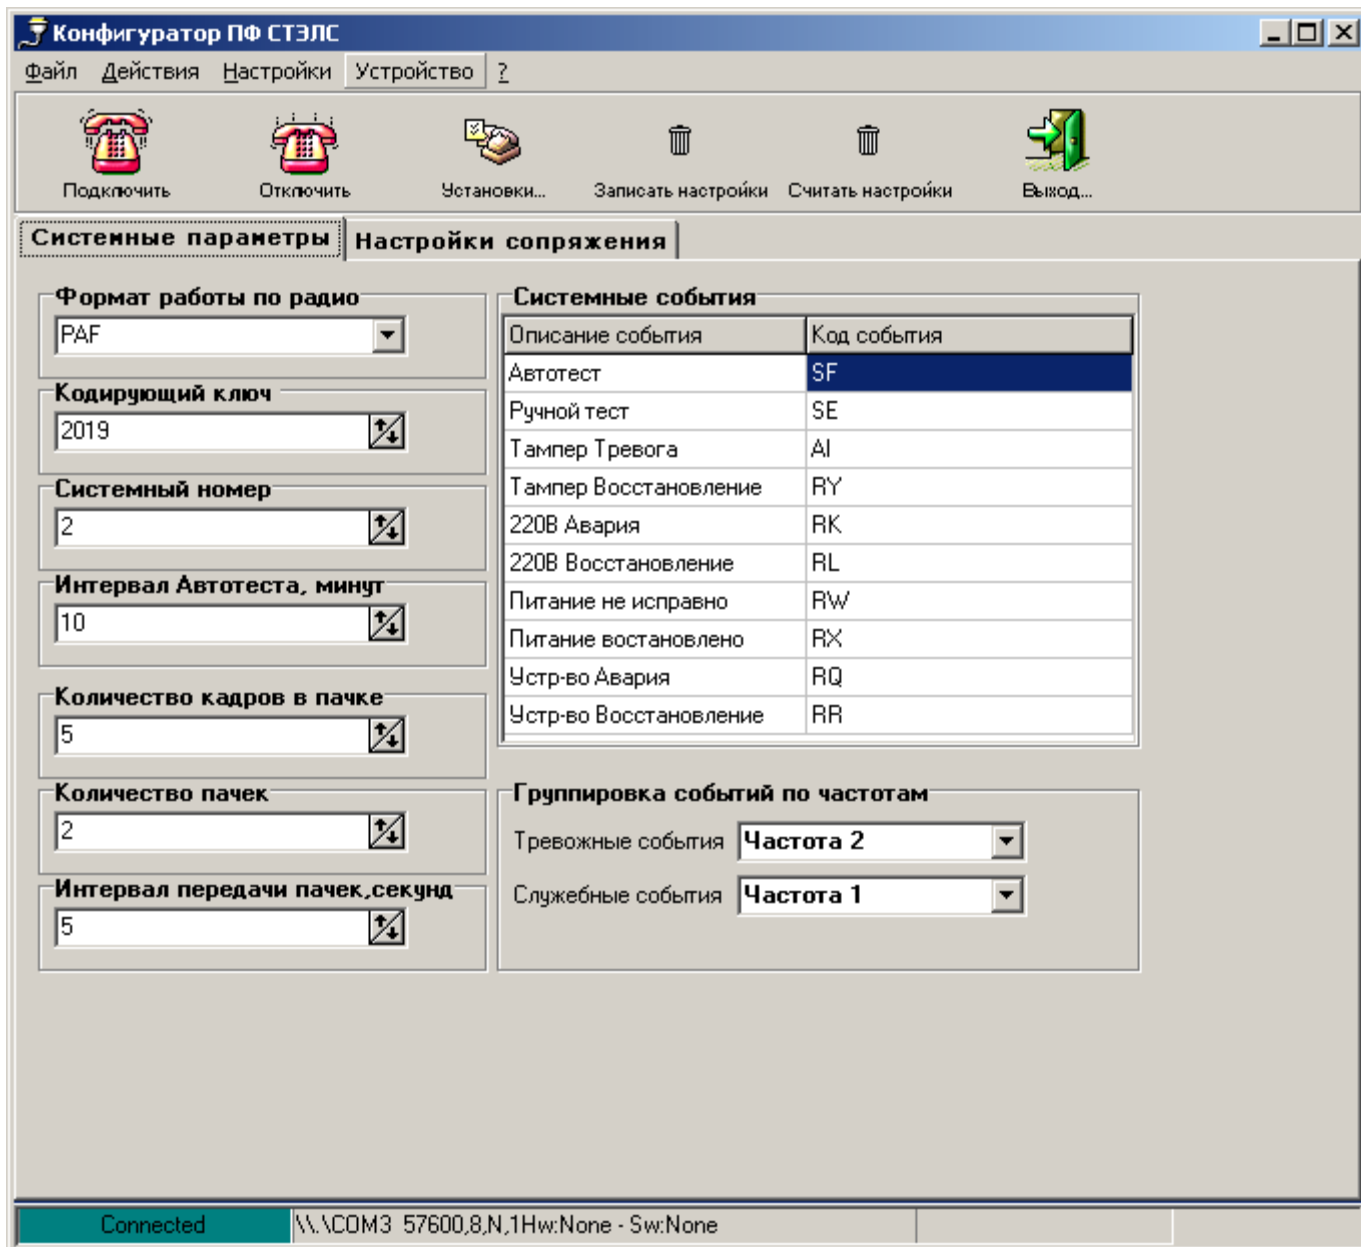 Конфигуратор ПФ СТЭЛС
Файл Действия Настройки Устройство ?
Подключить Отключить Установки... Записать настройки Считать настройки Выход...
Системные параметры Настройки сопряжения
Формат работы по радио
PAF
Кодирующий ключ
2019
Системный номер
2
Интервал Автотеста, минут
10
Количество кадров в пачке
5
Количество пачек
2
Интервал передачи пачек,секунд
5
Системные события
Описание события Код события
Автотест SF
Ручной тест SE
Тампер Тревога AI
Тампер Восстановление RY
220В Авария RK
220В Восстановление RL
Питание не исправно RW
Питание востановлено RX
Устр-во Авария RQ
Устр-во Восстановление RR
Группировка событий по частотам
Тревожные события Частота 2
Служебные события Частота 1
Connected \\.\COM3 57600,8,N,1Hw:None - Sw:None